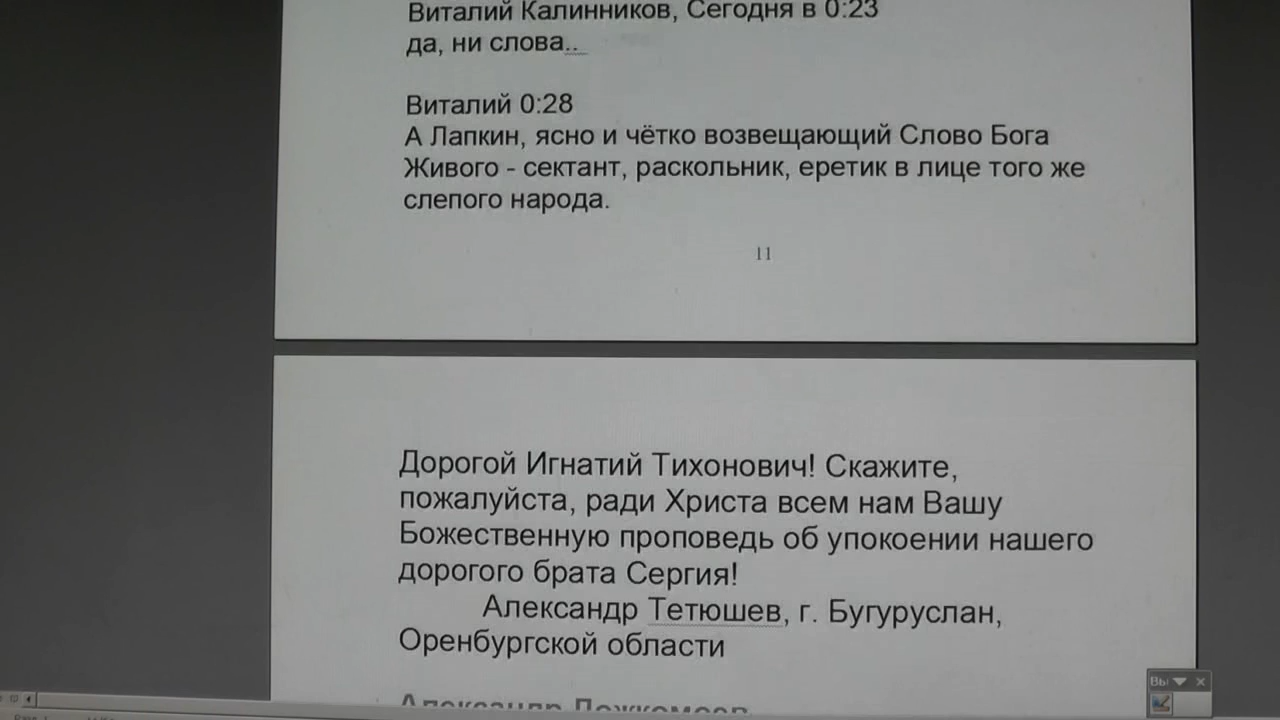 Виталий Калинников, Сегодня в 0:23
да, ни слова..
Виталий 0:28
А Лапкин, ясно и чётко возвещающий Слово Бога
Живого - сектант, раскольник, еретик в лице того же
слепого народа.
11
Дорогой Игнатий Тихонович! Скажите,
пожалуйста, ради Христа всем нам Вашу
Божественную проповедь об упокоении нашего
дорогого брата Сергия!
Александр Тетюшев, г. Бугуруслан,
Оренбургской области
Александр
Вы